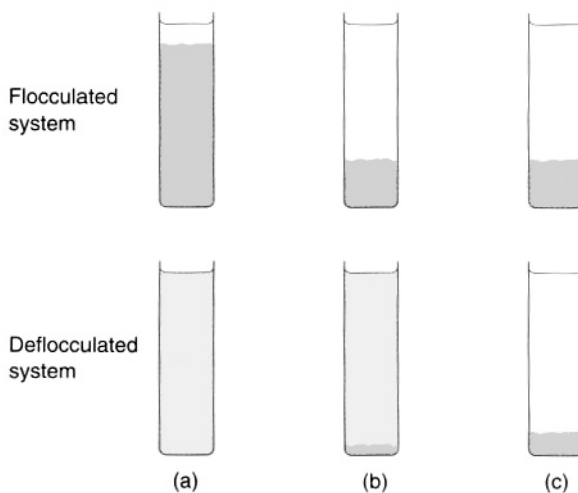 Flocculated
system
Deflocculated
system
(a)
(b)
(c)